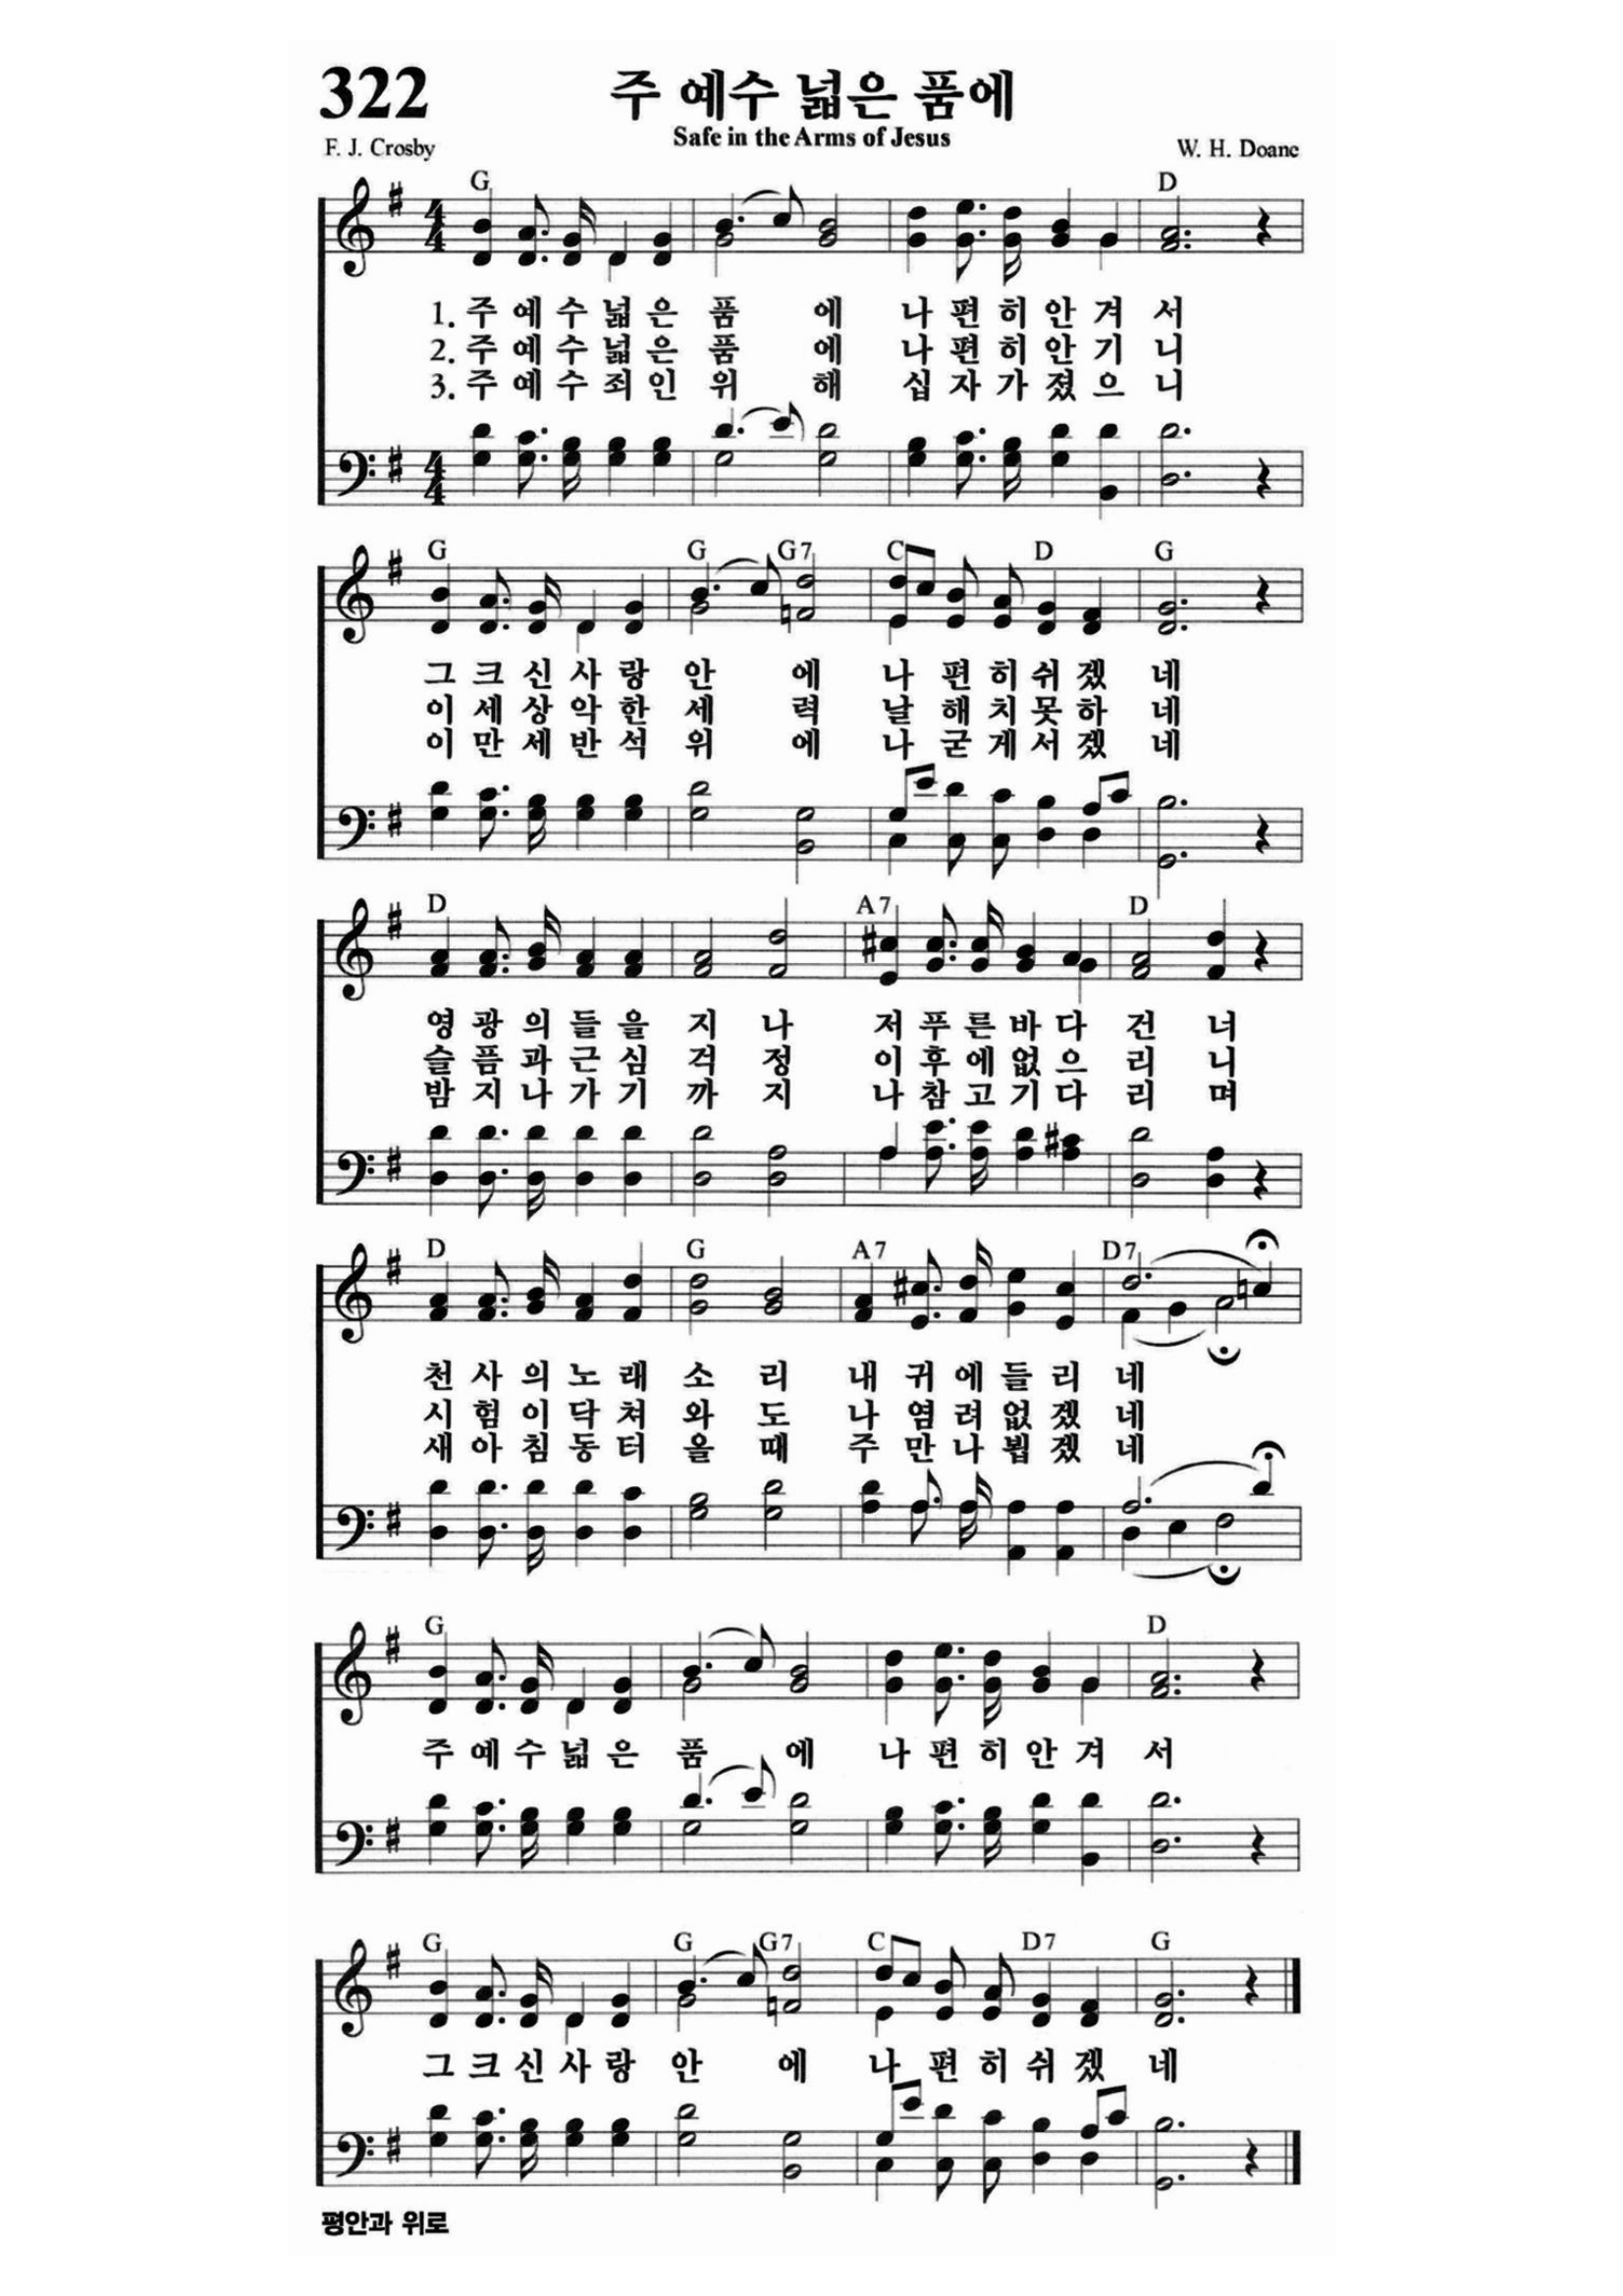 322
주 예수 넓은 품에
Safe in the Arms of Jesus
F. J. Crosby
W. H. Doane
G D
1. 주 예 수 넓 은 품 에 나 편 히 안 겨 서
2. 주 예 수 넓 은 품 에 나 편 히 안 기 니
3. 주 예 수 죄 인 위 해 십 자 가 졌 으 니
G G G7 C D G
그 크 신 사 랑 안 에 나 편 히 쉬 겠 네
이 세 상 악 한 세 력 날 해 치 못 하 네
이 만 세 반 석 위 에 나 굳 게 서 겠 네
D A7 D
영 광 의 들 을 지 나 저 푸 른 바 다 건 너
슬 픔 과 근 심 걱 정 이 후 에 없 으 리 니
밤 지 나 가 기 까 지 나 참 고 기 다 리 며
D G A7 D7
천 사 의 노 래 소 리 내 귀 에 들 리 네
시 험 이 닥 쳐 와 도 나 염 려 없 겠 네
새 아 침 동 터 올 때 주 만 나 뵙 겠 네
G D
주 예 수 넓 은 품 에 나 편 히 안 겨 서
G G G7 C D7 G
그 크 신 사 랑 안 에 나 편 히 쉬 겠 네
평안과 위로